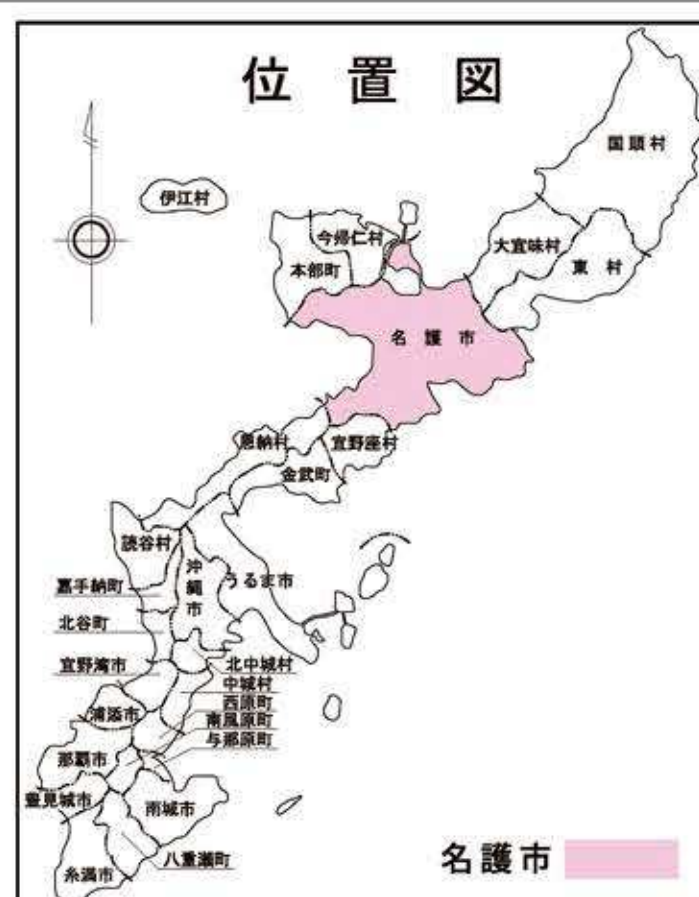 位置図
国頭村
伊江村
今帰仁村
大宜味村
本部町
東村
名護市
恩納村
宜野座村
金武町
読谷村
沖縄市
うるま市
嘉手納町
北谷町
宜野湾市
北中城村
中城村
西原町
南風原町
与那原町
浦添市
那覇市
豊見城市
南城市
八重瀬町
糸満市
名護市